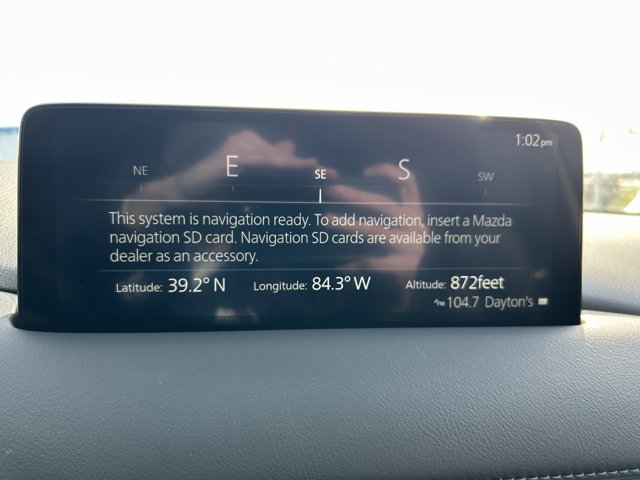 1:02pm
NE E SE S SW
This system is navigation ready. To add navigation, insert a Mazda
navigation SD card. Navigation SD cards are available from your
dealer as an accessory.
Latitude: 39.2° N Longitude: 84.3° W Altitude: 872feet
FM 104.7 Dayton's